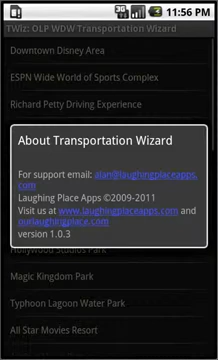 11:56 PM
TWiz: OLP WDW Transportation Wizard
Downtown Disney Area
ESPN Wide World of Sports Complex
Richard Petty Driving Experience
About Transportation Wizard
For support email: alan@laughingplaceapps.
com
Laughing Place Apps ©2009-2011
Visit us at www.laughingplaceapps.com and
ourlaughingplace.com
version 1.0.3
Hollywood Studios Park
Magic Kingdom Park
Typhoon Lagoon Water Park
All Star Movies Resort